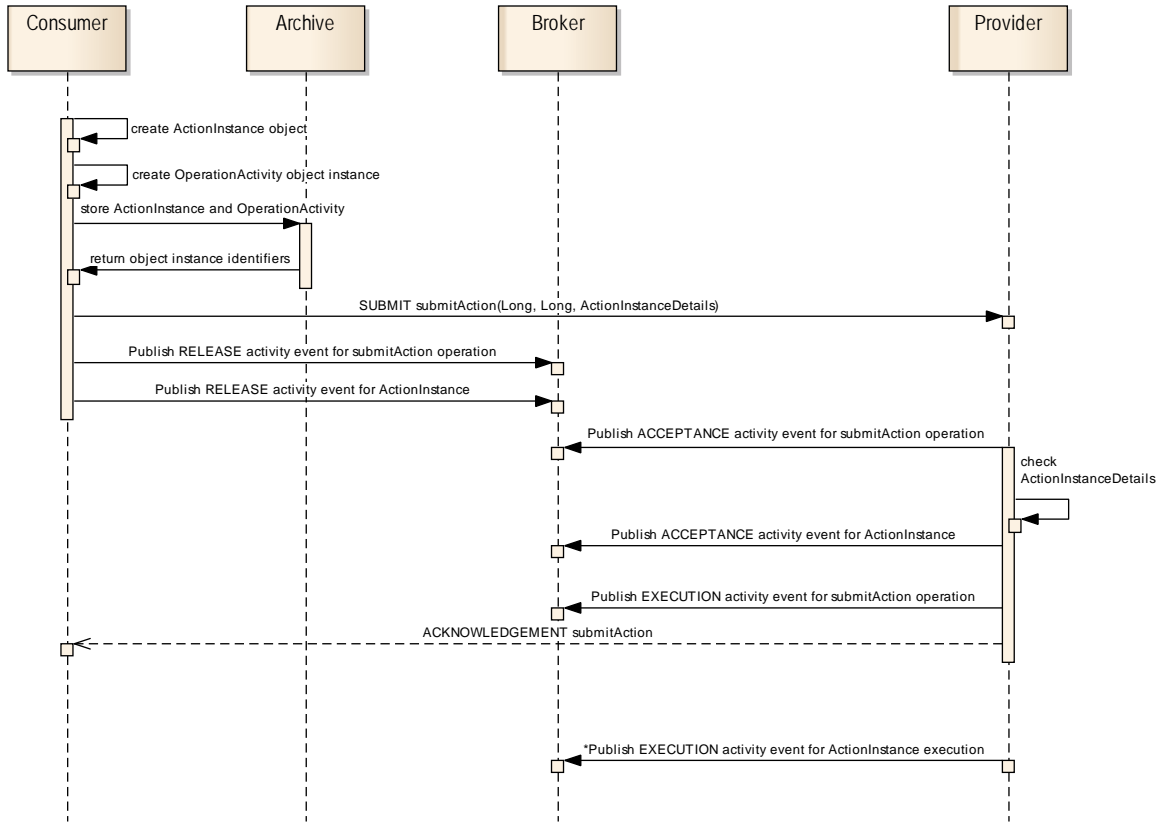 Consumer
Archive
Broker
Provider
create ActionInstance object
create OperationActivity object instance
store ActionInstance and OperationActivity
return object instance identifiers
SUBMIT submitAction(Long, Long, ActionInstanceDetails)
Publish RELEASE activity event for submitAction operation
Publish RELEASE activity event for ActionInstance
Publish ACCEPTANCE activity event for submitAction operation
check
ActionInstanceDetails
Publish ACCEPTANCE activity event for ActionInstance
Publish EXECUTION activity event for submitAction operation
ACKNOWLEDGEMENT submitAction
*Publish EXECUTION activity event for ActionInstance execution